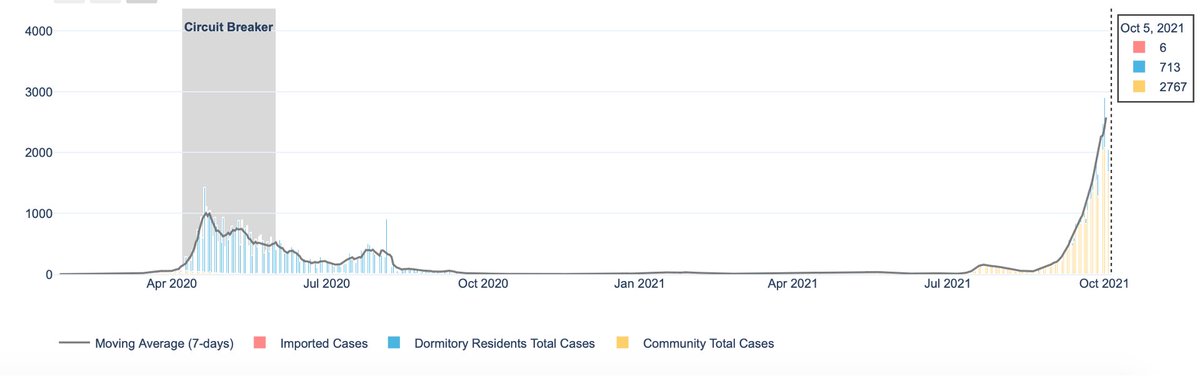 4000
3000
2000
1000
0
Circuit Breaker
Apr 2020
Jul 2020
Oct 2020
Jan 2021
Apr 2021
Jul 2021
Oct 2021
Oct 5, 2021
6
713
2767
Moving Average (7-days)
Imported Cases
Dormitory Residents Total Cases
Community Total Cases